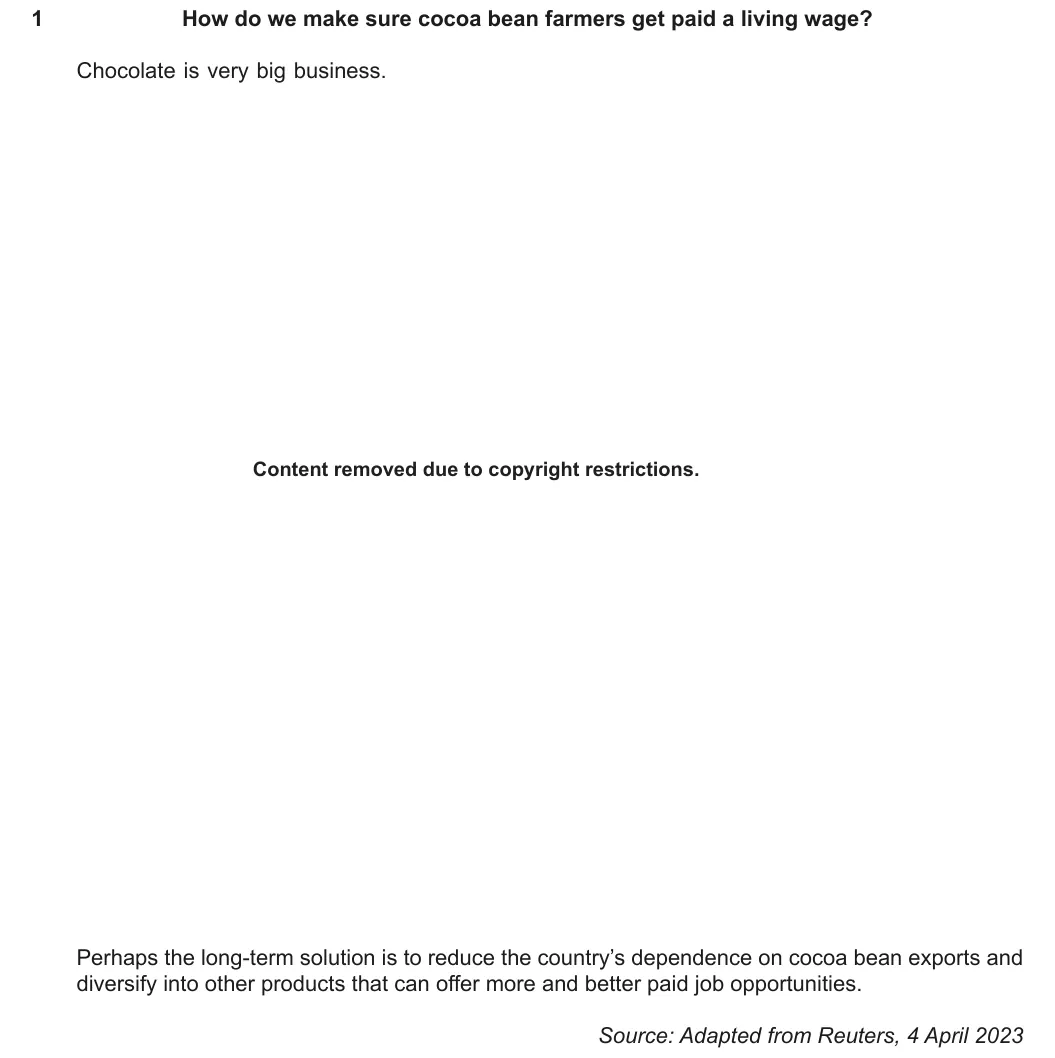 1 How do we make sure cocoa bean farmers get paid a living wage?
Chocolate is very big business.
Content removed due to copyright restrictions.
Perhaps the long-term solution is to reduce the country’s dependence on cocoa bean exports and
diversify into other products that can offer more and better paid job opportunities.
Source: Adapted from Reuters, 4 April 2023